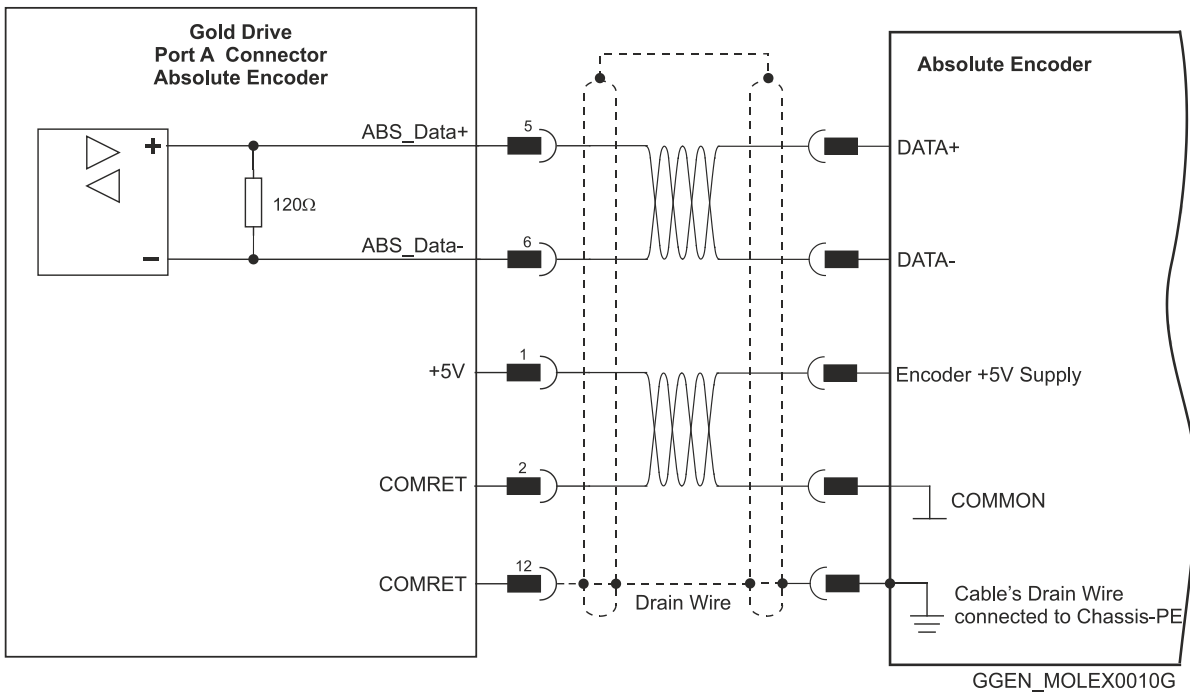 Gold Drive
Port A Connector
Absolute Encoder
Absolute Encoder
+
ABS_Data+
5
DATA+
120Ω
-
ABS_Data-
6
DATA-
+5V
1
Encoder +5V Supply
COMRET
2
COMMON
COMRET
12
Drain Wire
Cable's Drain Wire
connected to Chassis-PE
GGEN_MOLEX0010G